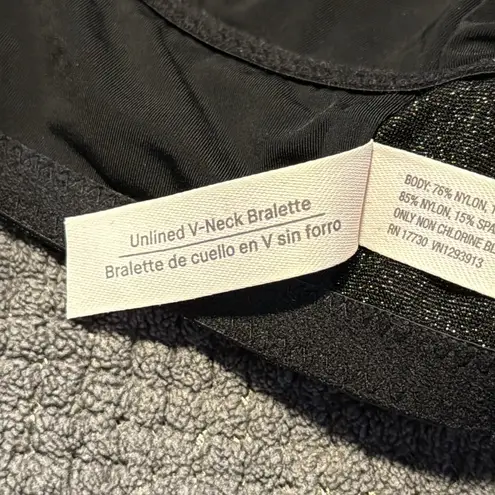 Unlined V-Neck Bralette
Bralette de cuello en V sin forro
BODY: 76% NYLON,
85% NYLON, 15%
ONLY NON CHLORINE
RN 17730 VN1293913